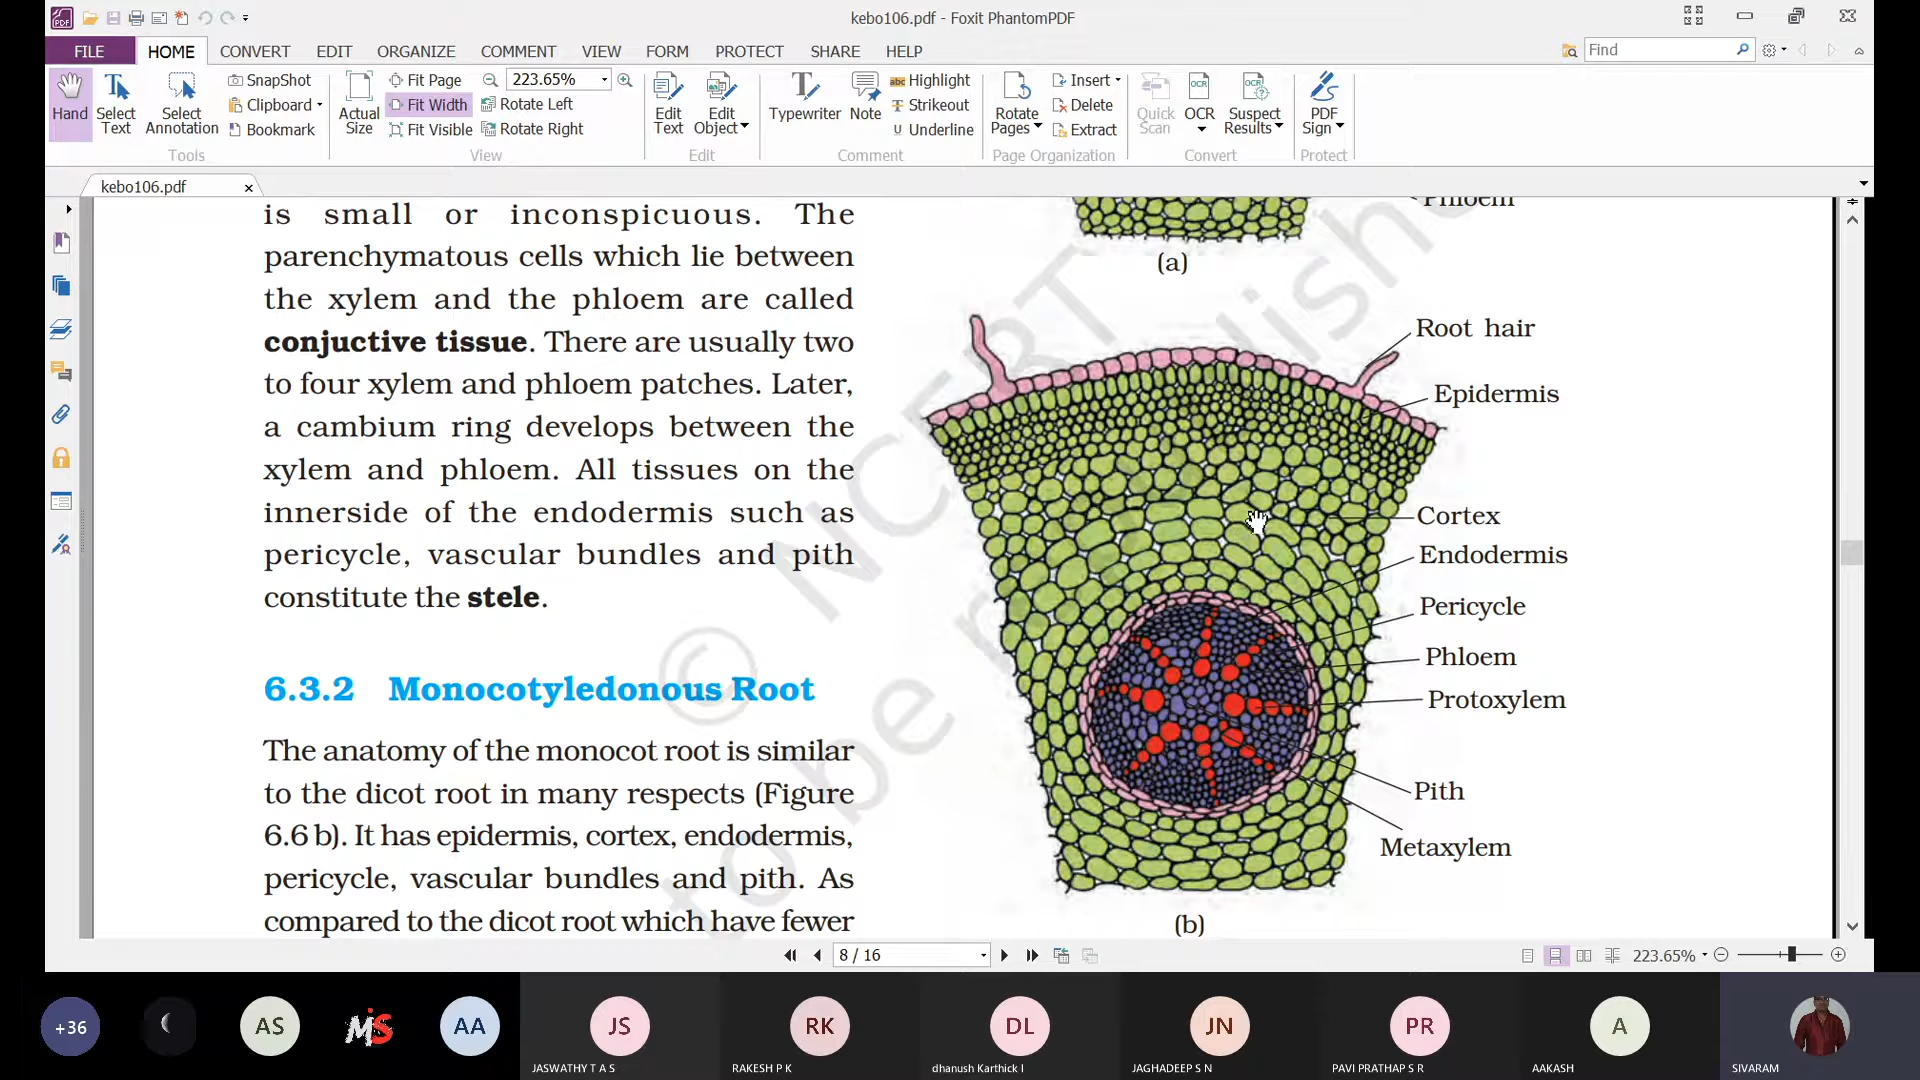 kebo106.pdf - Foxit PhantomPDF
FILE HOME CONVERT EDIT ORGANIZE COMMENT VIEW FORM PROTECT SHARE HELP Find
Hand Select Text Select Annotation SnapShot Clipboard Bookmark Actual Size Fit Page Fit Width Fit Visible 223.65% Rotate Left Rotate Right Edit Text Edit Object Typewriter Note Highlight Strikeout Underline Rotate Pages Insert Delete Extract Quick Scan OCR Suspect Results PDF Sign
Tools View Edit Comment Page Organization Convert Protect
kebo106.pdf
is small or inconspicuous. The
parenchymatous cells which lie between
the xylem and the phloem are called
conjuctive tissue. There are usually two
to four xylem and phloem patches. Later,
a cambium ring develops between the
xylem and phloem. All tissues on the
innerside of the endodermis such as
pericycle, vascular bundles and pith
constitute the stele.
6.3.2 Monocotyledonous Root
The anatomy of the monocot root is similar
to the dicot root in many respects (Figure
6.6 b). It has epidermis, cortex, endodermis,
pericycle, vascular bundles and pith. As
compared to the dicot root which have fewer
Phloem
(a)
Root hair
Epidermis
Cortex
Endodermis
Pericycle
Phloem
Protoxylem
Pith
Metaxylem
(b)
© NCERT
to be
8 / 16
223.65%
+36 AS MS AA JS RK DL JN PR A
JASWATHY T A S RAKESH P K dhanush Karthick I JAGHADEEP S N PAVI PRATHAP S R AAKASH SIVARAM